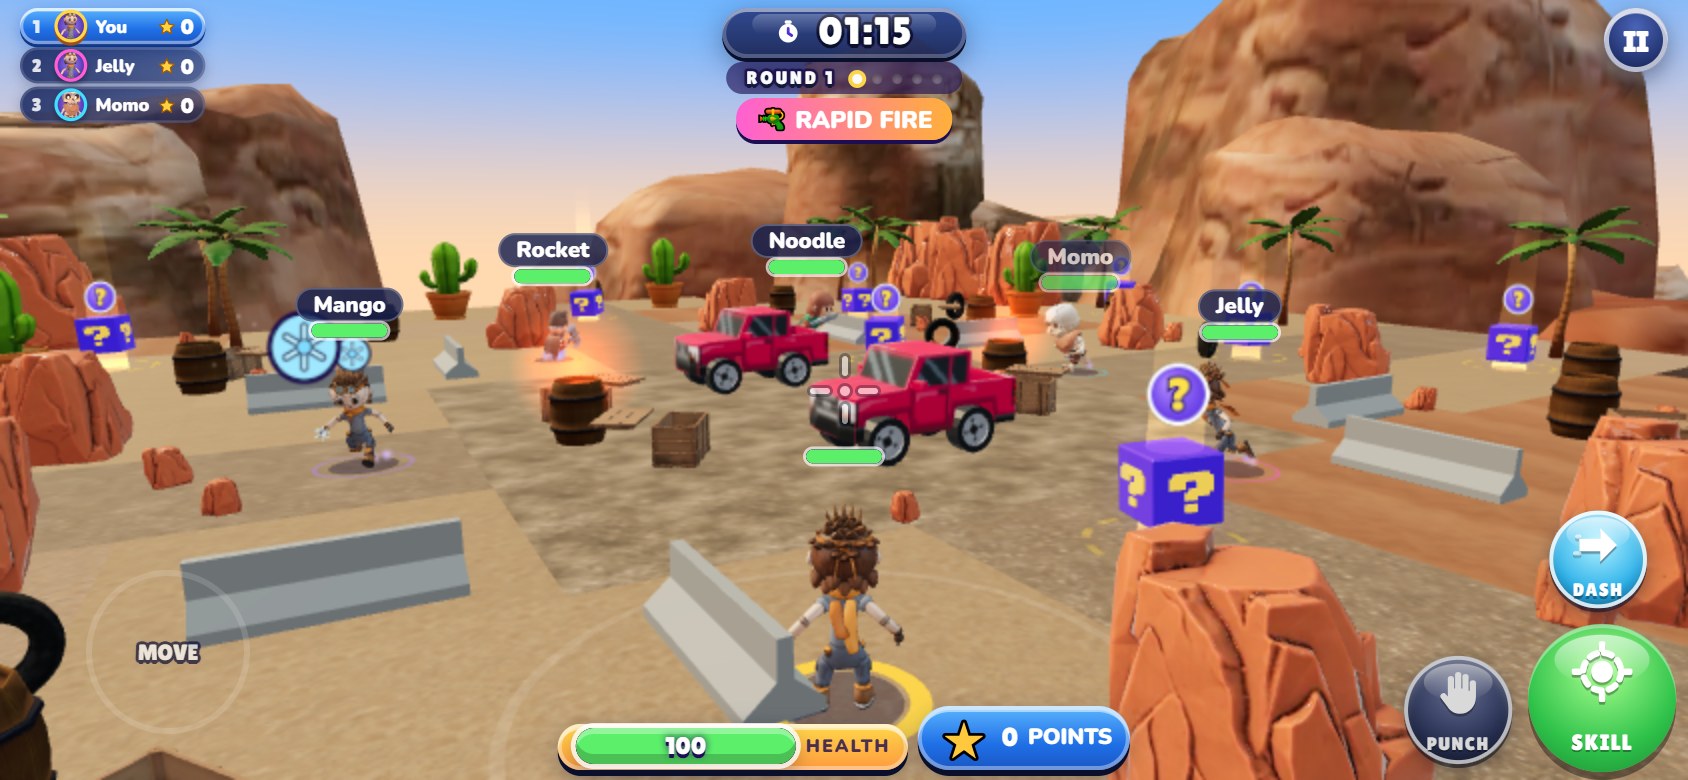 1 You 0
2 Jelly 0
3 Momo 0
01:15
ROUND 1
RAPID FIRE
Rocket
Noodle
Momo
Mango
Jelly
?
?
?
?
?
?
?
?
?
?
?
?
MOVE
DASH
SKILL
PUNCH
100 HEALTH
0 POINTS